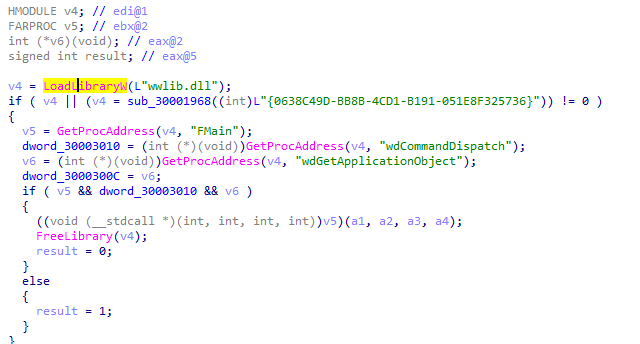 HMODULE v4; // edi@1
FARPROC v5; // ebx@2
int (*v6)(void); // eax@2
signed int result; // eax@5

v4 = LoadLibraryW(L"wwlib.dll");
if ( v4 || (v4 = sub_30001968((int)L"{0638C49D-BB8B-4CD1-B191-051E8F325736}")) != 0 )
{
  v5 = GetProcAddress(v4, "FMain");
  dword_30003010 = (int (*)(void))GetProcAddress(v4, "wdCommandDispatch");
  v6 = (int (*)(void))GetProcAddress(v4, "wdGetApplicationObject");
  dword_3000300C = v6;
  if ( v5 && dword_30003010 && v6 )
  {
    ((void (__stdcall *)(int, int, int, int))v5)(a1, a2, a3, a4);
    FreeLibrary(v4);
    result = 0;
  }
  else
  {
    result = 1;
  }
}